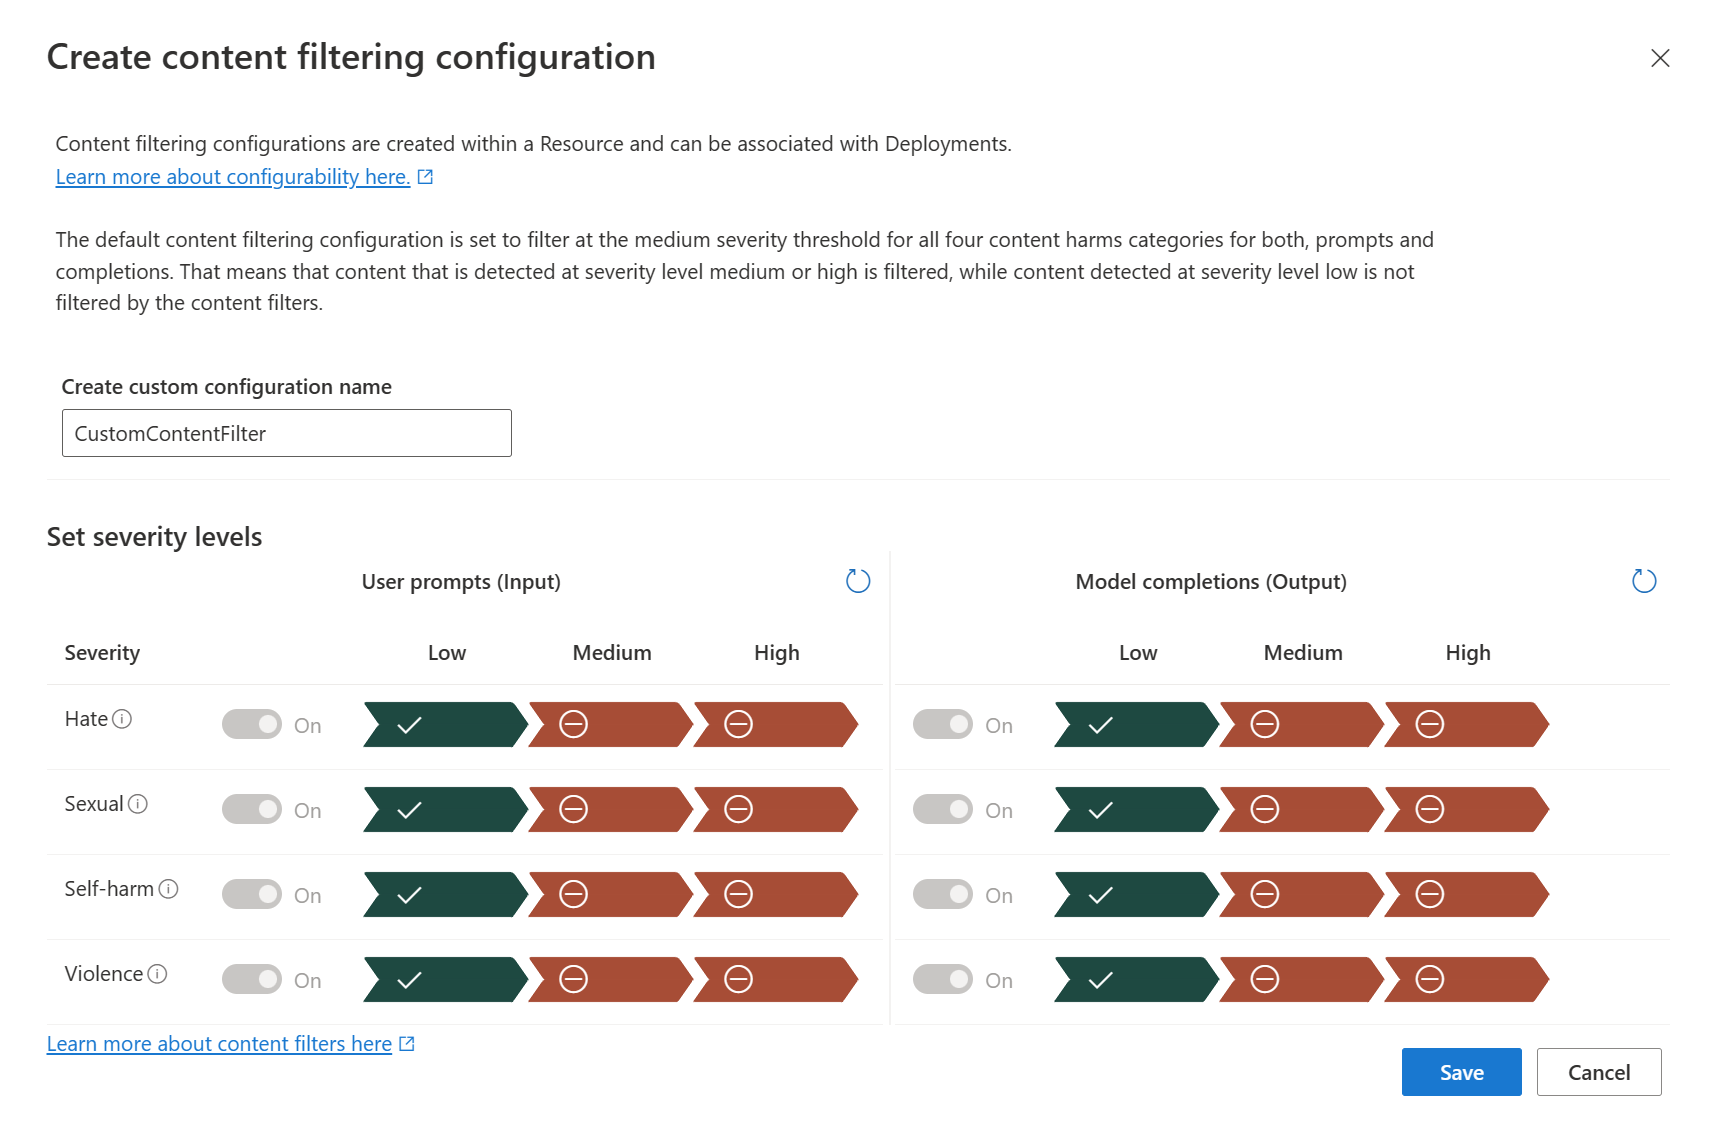 Create content filtering configuration
Content filtering configurations are created within a Resource and can be associated with Deployments.
Learn more about configurability here.
The default content filtering configuration is set to filter at the medium severity threshold for all four content harms categories for both, prompts and
completions. That means that content that is detected at severity level medium or high is filtered, while content detected at severity level low is not
filtered by the content filters.
Create custom configuration name
CustomContentFilter
Set severity levels
User prompts (Input)
Model completions (Output)
Severity Low Medium High Low Medium High
Hate On On
Sexual On On
Self-harm On On
Violence On On
Learn more about content filters here
Save Cancel